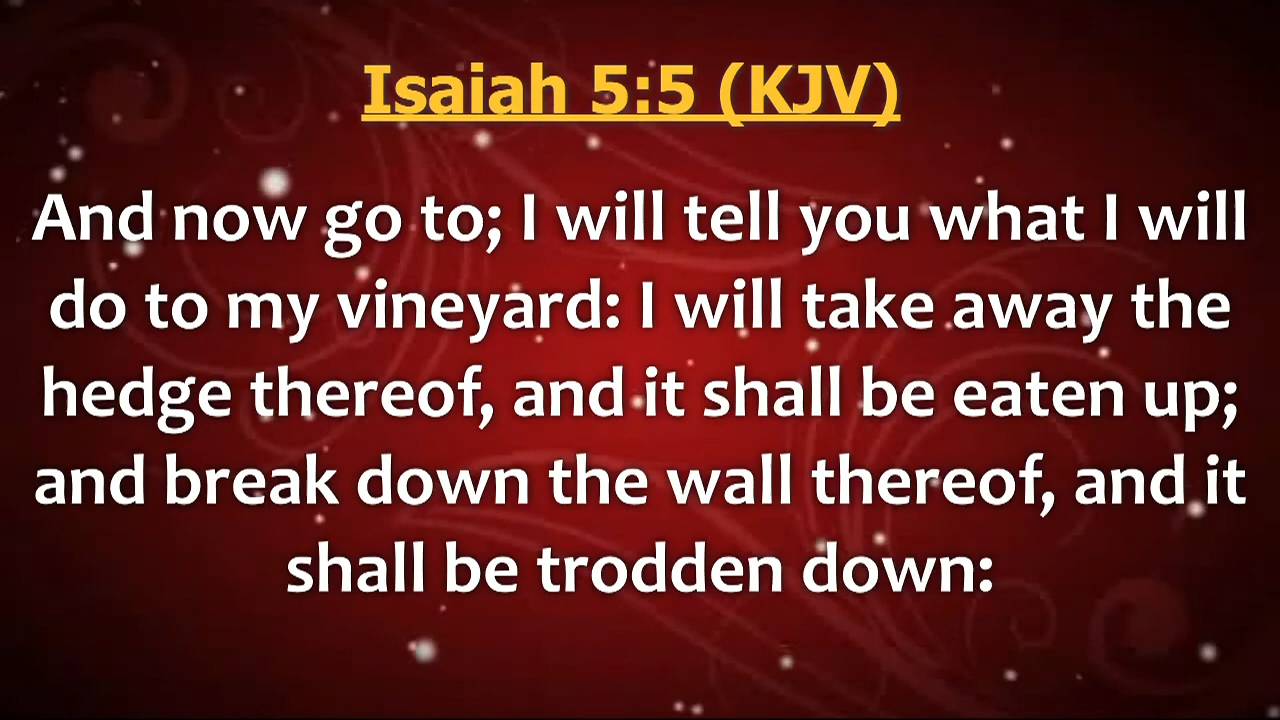 Isaiah 5:5 (KJV)
And now go to; I will tell you what I will
do to my vineyard: I will take away the
hedge thereof, and it shall be eaten up;
and break down the wall thereof, and it
shall be trodden down: